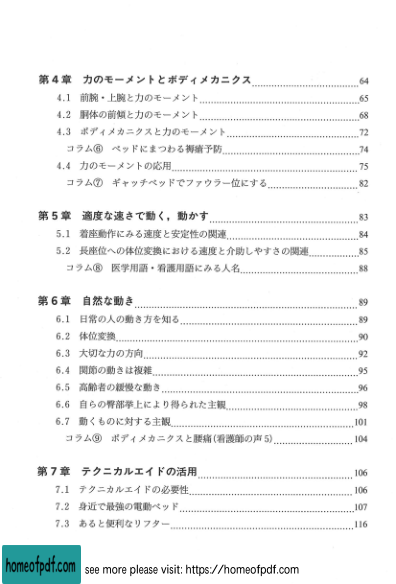 第4章 力のモーメントとボディメカニクス 64
4.1 前腕・上腕と力のモーメント 65
4.2 胴体の前傾と力のモーメント 68
4.3 ボディメカニクスと力のモーメント 72
コラム⑥ ベッドにまつわる褥瘡予防 74
4.4 力のモーメントの応用 75
コラム⑦ ギャッチベッドでファウラー位にする 82
第5章 適度な速さで動く，動かす 83
5.1 着座動作にみる速度と安定性の関連 84
5.2 長座位への体位変換における速度と介助しやすさの関連 85
コラム⑧ 医学用語・看護用語にみる人名 88
第6章 自然な動き 89
6.1 日常の人の動き方を知る 89
6.2 体位変換 90
6.3 大切な力の方向 92
6.4 関節の動きは複雑 95
6.5 高齢者の緩慢な動き 96
6.6 自らの臀部挙上により得られた主観 98
6.7 動くものに対する主観 101
コラム⑨ ボディメカニクスと腰痛(看護師の声5) 104
第7章 テクニカルエイドの活用 106
7.1 テクニカルエイドの必要性 106
7.2 身近で最強の電動ベッド 107
7.3 あると便利なリフター 116
homeofpdf.com see more please visit: https://homeofpdf.com